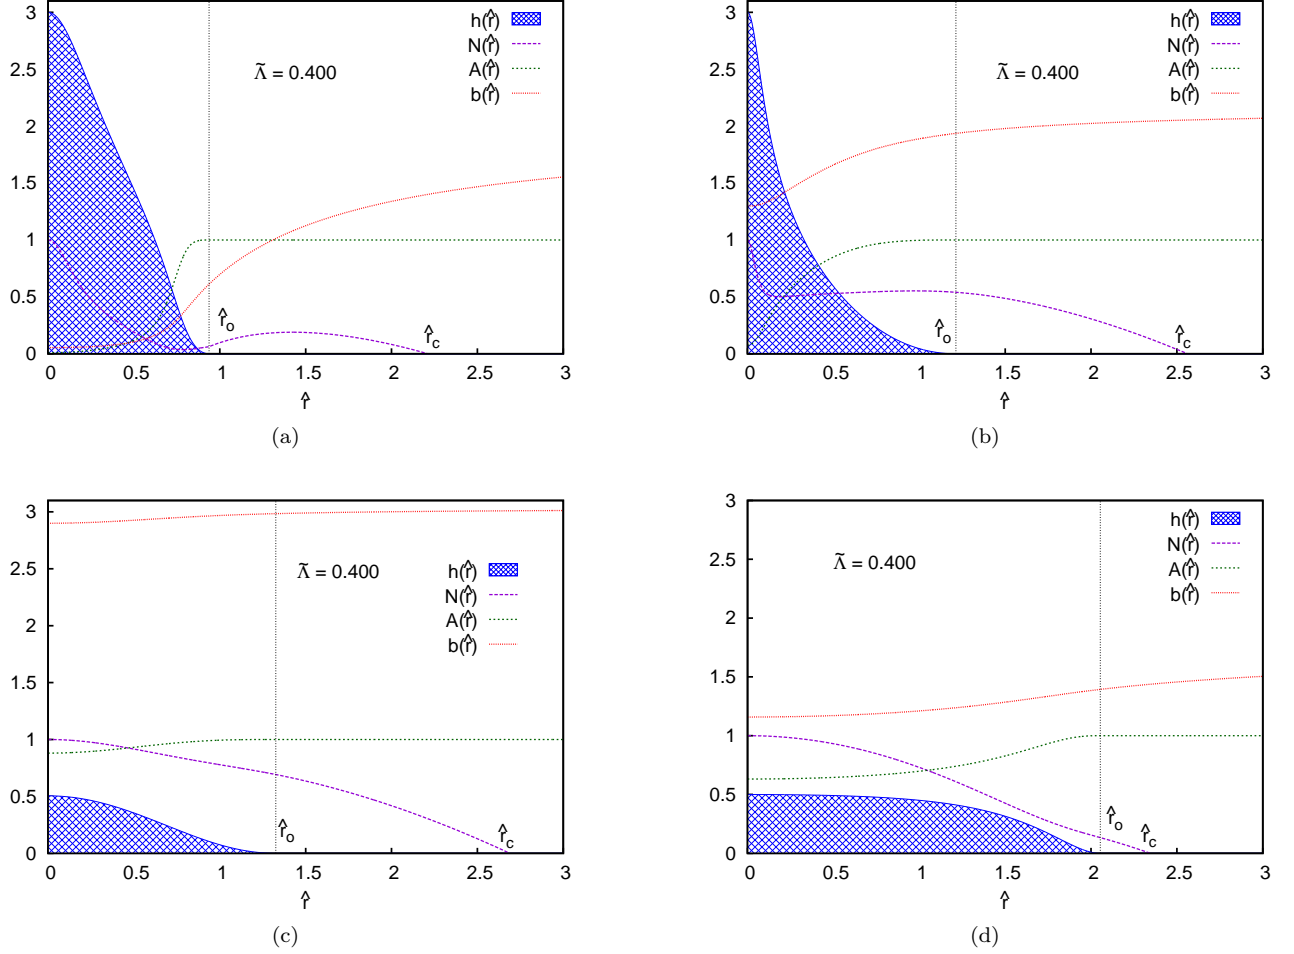 3
2.5
2
1.5
1
0.5
0
0 0.5 1 1.5 2 2.5 3
h(r̂)
N(r̂)
A(r̂)
b(r̂)
Λ̃ = 0.400
r̂o
r̂c
r̂
(a)
3
2.5
2
1.5
1
0.5
0
0 0.5 1 1.5 2 2.5 3
h(r̂)
N(r̂)
A(r̂)
b(r̂)
Λ̃ = 0.400
r̂o
r̂c
r̂
(b)
3
2.5
2
1.5
1
0.5
0
0 0.5 1 1.5 2 2.5 3
Λ̃ = 0.400
h(r̂)
N(r̂)
A(r̂)
b(r̂)
r̂o
r̂c
r̂
(c)
3
2.5
2
1.5
1
0.5
0
0 0.5 1 1.5 2 2.5 3
h(r̂)
N(r̂)
A(r̂)
b(r̂)
Λ̃ = 0.400
r̂o
r̂c
r̂
(d)